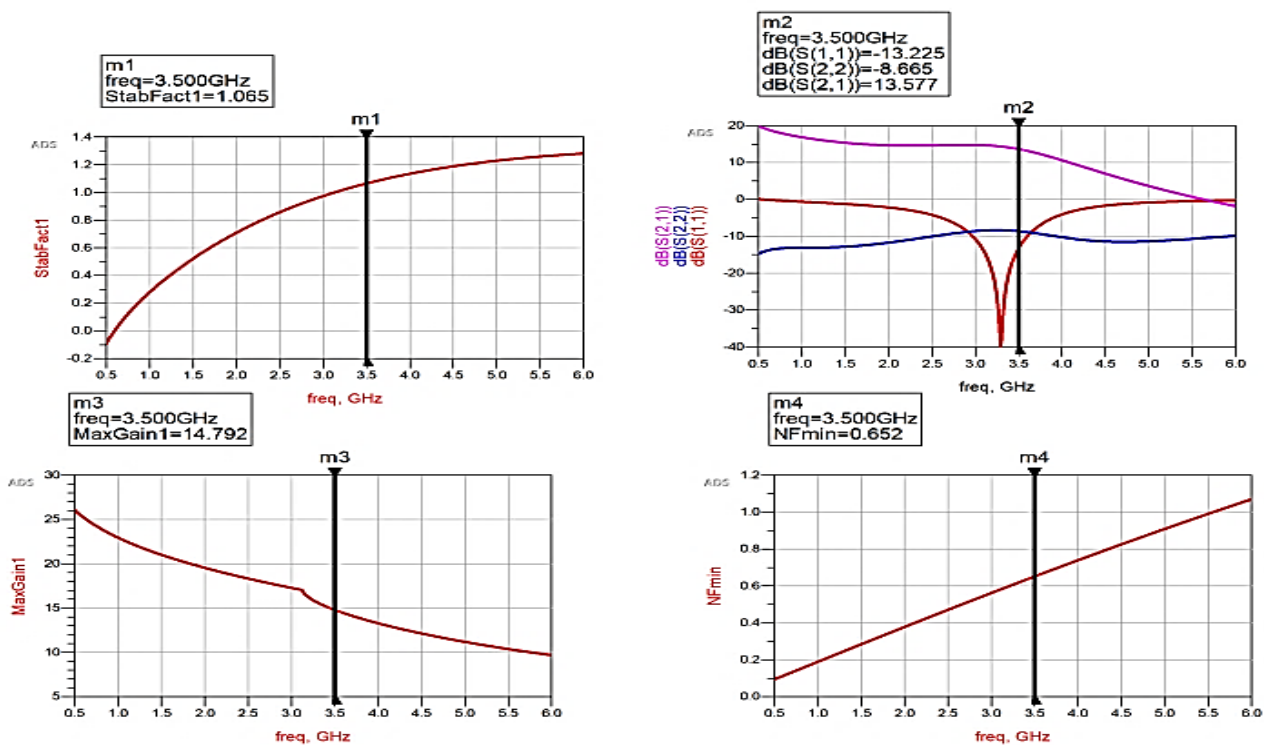 m1
freq=3.500GHz
StabFact1=1.065
m1
ADS
1.4
1.2
1.0
0.8
0.6
0.4
0.2
0.0
-0.2
StabFact1
0.5 1.0 1.5 2.0 2.5 3.0 3.5 4.0 4.5 5.0 5.5 6.0
freq, GHz
m2
freq=3.500GHz
dB(S(1,1))=-13.225
dB(S(2,2))=-8.665
dB(S(2,1))=13.577
m2
ADS
20
10
0
-10
-20
-30
-40
dB(S(2,1))
dB(S(2,2))
dB(S(1,1))
0.5 1.0 1.5 2.0 2.5 3.0 3.5 4.0 4.5 5.0 5.5 6.0
freq, GHz
m3
freq=3.500GHz
MaxGain1=14.792
m3
ADS
30
25
20
15
10
5
MaxGain1
0.5 1.0 1.5 2.0 2.5 3.0 3.5 4.0 4.5 5.0 5.5 6.0
freq, GHz
m4
freq=3.500GHz
NFmin=0.652
m4
ADS
1.2
1.0
0.8
0.6
0.4
0.2
0.0
NFmin
0.5 1.0 1.5 2.0 2.5 3.0 3.5 4.0 4.5 5.0 5.5 6.0
freq, GHz